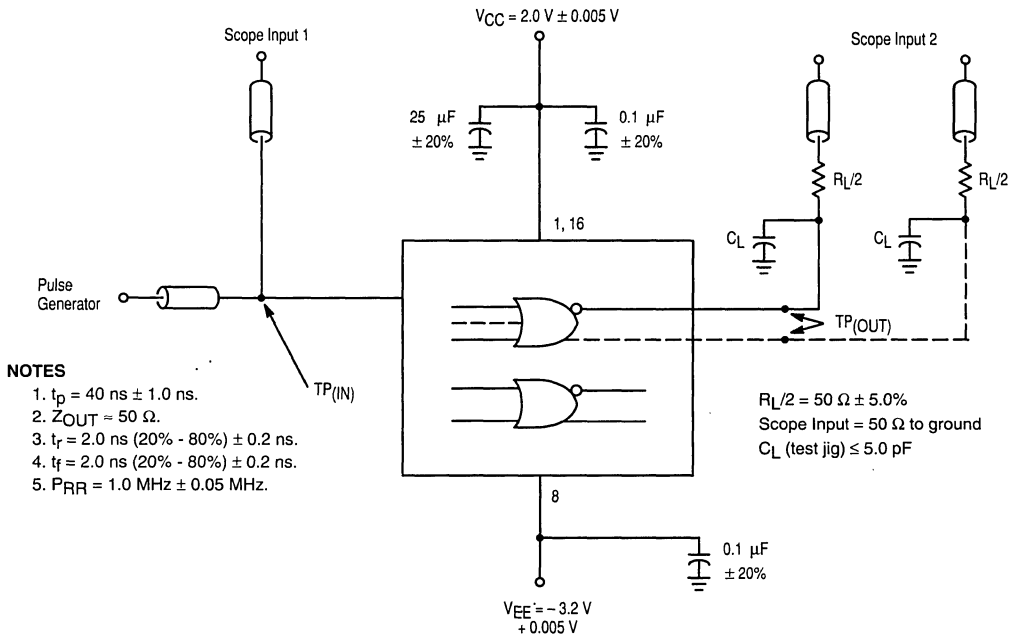 VCC = 2.0 V ± 0.005 V
Scope Input 1
Scope Input 2
25 μF
± 20%
0.1 μF
± 20%
RL/2
RL/2
CL
CL
1, 16
Pulse
Generator
TP(OUT)
TP(IN)
NOTES
1. tp = 40 ns ± 1.0 ns.
2. ZOUT ≈ 50 Ω.
3. tr = 2.0 ns (20% - 80%) ± 0.2 ns.
4. tf = 2.0 ns (20% - 80%) ± 0.2 ns.
5. PRR = 1.0 MHz ± 0.05 MHz.
RL/2 = 50 Ω ± 5.0%
Scope Input = 50 Ω to ground
CL (test jig) ≤ 5.0 pF
8
0.1 μF
± 20%
VEE = – 3.2 V
+ 0.005 V